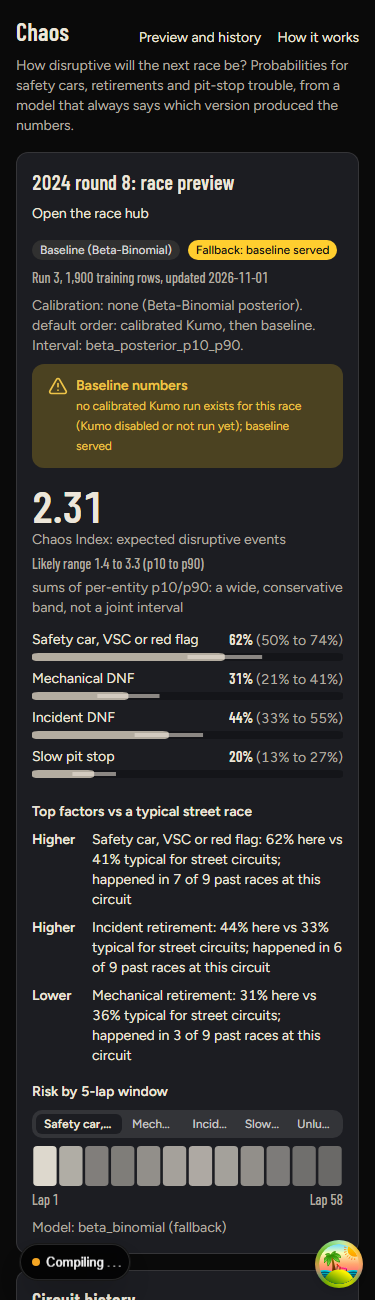 Chaos
Preview and history
How it works
How disruptive will the next race be? Probabilities for
safety cars, retirements and pit-stop trouble, from a
model that always says which version produced the
numbers.
2024 round 8: race preview
Open the race hub
Baseline (Beta-Binomial)
Fallback: baseline served
Run 3, 1,900 training rows, updated 2026-11-01
Calibration: none (Beta-Binomial posterior).
default order: calibrated Kumo, then baseline.
Interval: beta_posterior_p10_p90.
Baseline numbers
no calibrated Kumo run exists for this race
(Kumo disabled or not run yet); baseline
served
2.31
Chaos Index: expected disruptive events
Likely range 1.4 to 3.3 (p10 to p90)
sums of per-entity p10/p90: a wide, conservative
band, not a joint interval
Safety car, VSC or red flag 62% (50% to 74%)
Mechanical DNF 31% (21% to 41%)
Incident DNF 44% (33% to 55%)
Slow pit stop 20% (13% to 27%)
Top factors vs a typical street race
Higher Safety car, VSC or red flag: 62% here vs
41% typical for street circuits;
happened in 7 of 9 past races at this
circuit
Higher Incident retirement: 44% here vs 33%
typical for street circuits; happened in 6
of 9 past races at this circuit
Lower Mechanical retirement: 31% here vs
36% typical for street circuits;
happened in 3 of 9 past races at this
circuit
Risk by 5-lap window
Safety car,... Mech... Incid... Slow... Unlu...
Lap 1 Lap 58
Model: beta_binomial (fallback)
Compiling ...
Circuit history